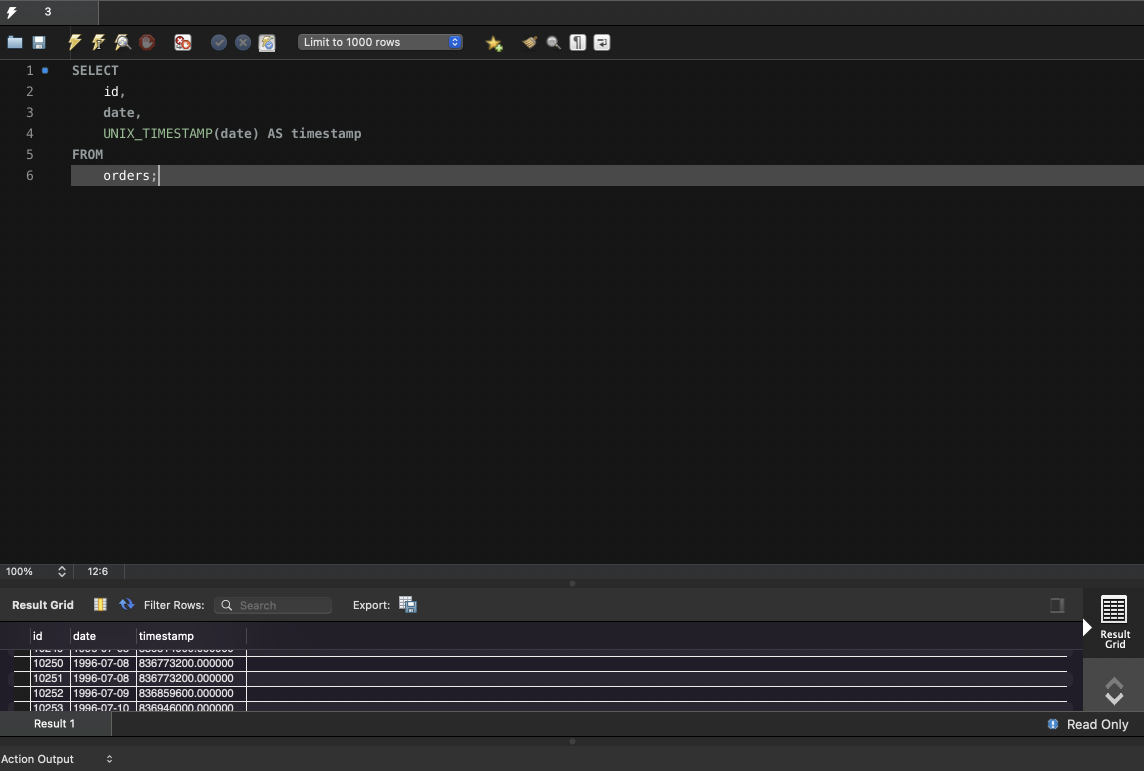 3
Limit to 1000 rows
1 SELECT
2 id,
3 date,
4 UNIX_TIMESTAMP(date) AS timestamp
5 FROM
6 orders;
100% 12:6
Result Grid Filter Rows: Search Export:
Result Grid
id date timestamp
10250 1996-07-08 836773200.000000
10251 1996-07-08 836773200.000000
10252 1996-07-09 836859600.000000
10253 1996-07-10 836946000.000000
Result 1 Read Only
Action Output